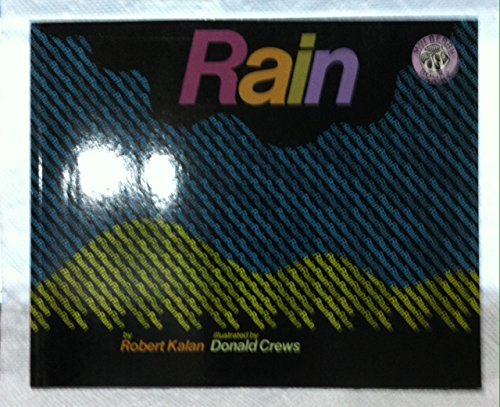 Rain
by
Robert Kalan
illustrated by
Donald Crews